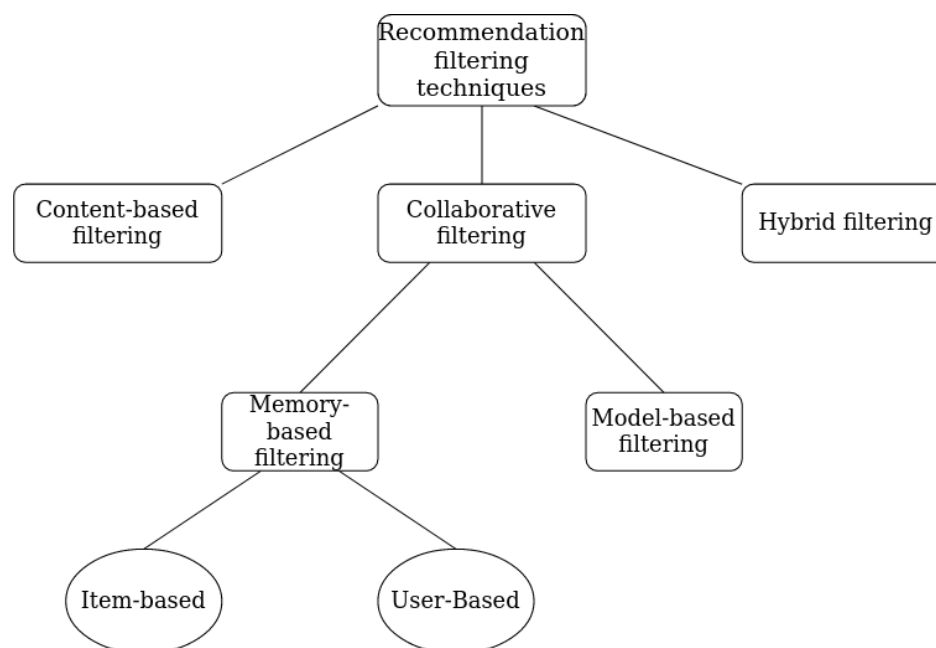 Recommendation
filtering
techniques
Content-based
filtering
Collaborative
filtering
Hybrid filtering
Memory-
based
filtering
Model-based
filtering
Item-based
User-Based